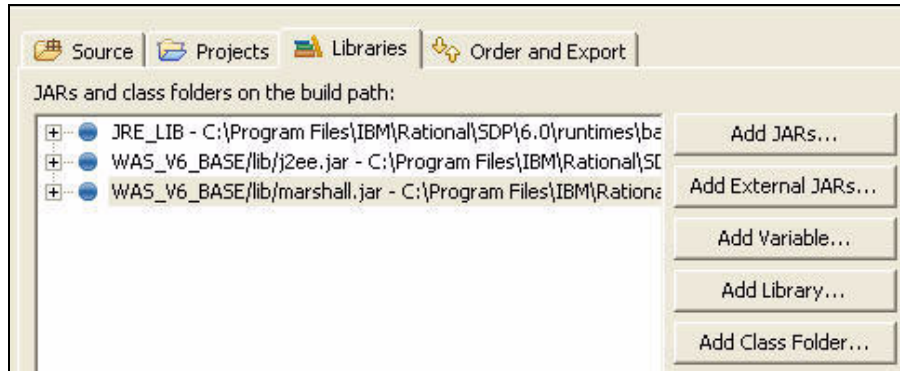 Source Projects Libraries Order and Export
JARs and class folders on the build path:
JRE_LIB - C:\Program Files\IBM\Rational\SDP\6.0\runtimes\ba
WAS_V6_BASE/lib/j2ee.jar - C:\Program Files\IBM\Rational\SD
WAS_V6_BASE/lib/marshall.jar - C:\Program Files\IBM\Rationa
Add JARs...
Add External JARs...
Add Variable...
Add Library...
Add Class Folder...